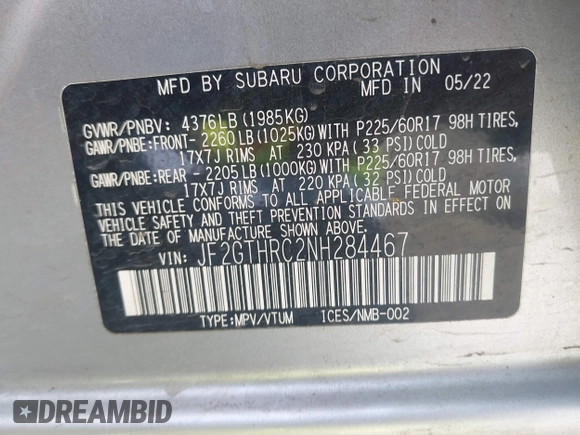 MFD BY SUBARU CORPORATION
MFD IN 05/22
GVWR/PNBV: 4376LB (1985KG)
GAWR/PNBE:FRONT- 2260LB (1025KG) WITH P225/60R17 98H TIRES,
17X7J RIMS AT 230 KPA ( 33 PSI) COLD
GAWR/PNBE:REAR - 2205LB (1000KG) WITH P225/60R17 98H TIRES,
17X7J RIMS AT 220 KPA ( 32 PSI) COLD
THIS VEHICLE CONFORMS TO ALL APPLICABLE FEDERAL MOTOR
VEHICLE SAFETY AND THEFT PREVENTION STANDARDS IN EFFECT
ON THE DATE OF MANUFACTURE SHOWN ABOVE.
VIN: JF2GTHRC2NH284467
TYPE:MPV/VTUM ICES/NMB-002
DREAMBID